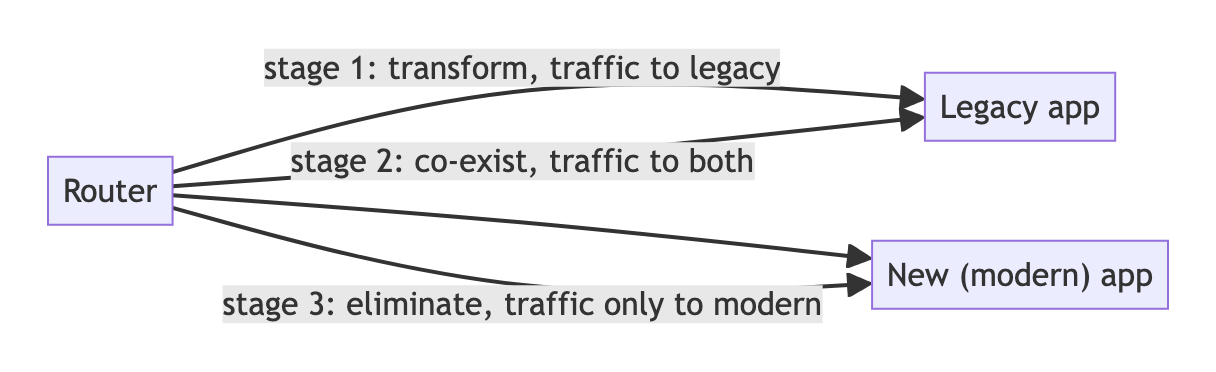 stage 1: transform, traffic to legacy
Legacy app
stage 2: co-exist, traffic to both
Router
New (modern) app
stage 3: eliminate, traffic only to modern